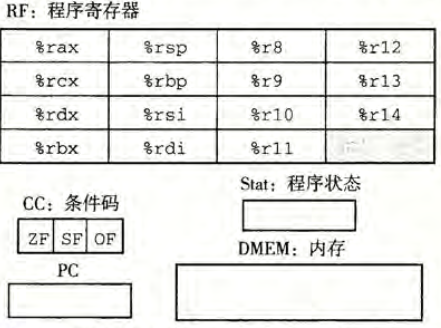 RF：程序寄存器
%rax %rsp %r8 %r12
%rcx %rbp %r9 %r13
%rdx %rsi %r10 %r14
%rbx %rdi %r11
CC：条件码
ZF SF OF
PC
Stat：程序状态
DMEM：内存